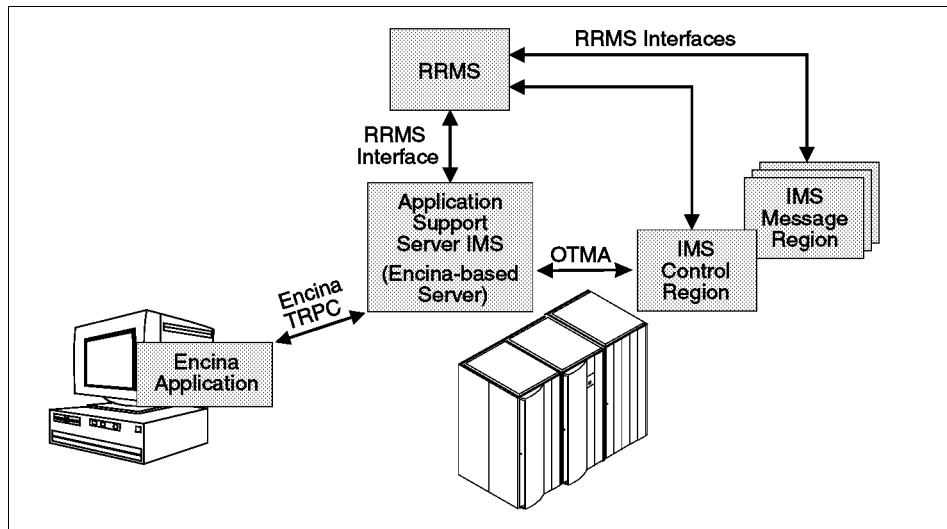 RRMS Interfaces
RRMS
RRMS
Interface
Application
Support
Server IMS
(Encina-based
Server)
IMS
Message
Region
OTMA
IMS
Control
Region
Encina
TRPC
Encina
Application